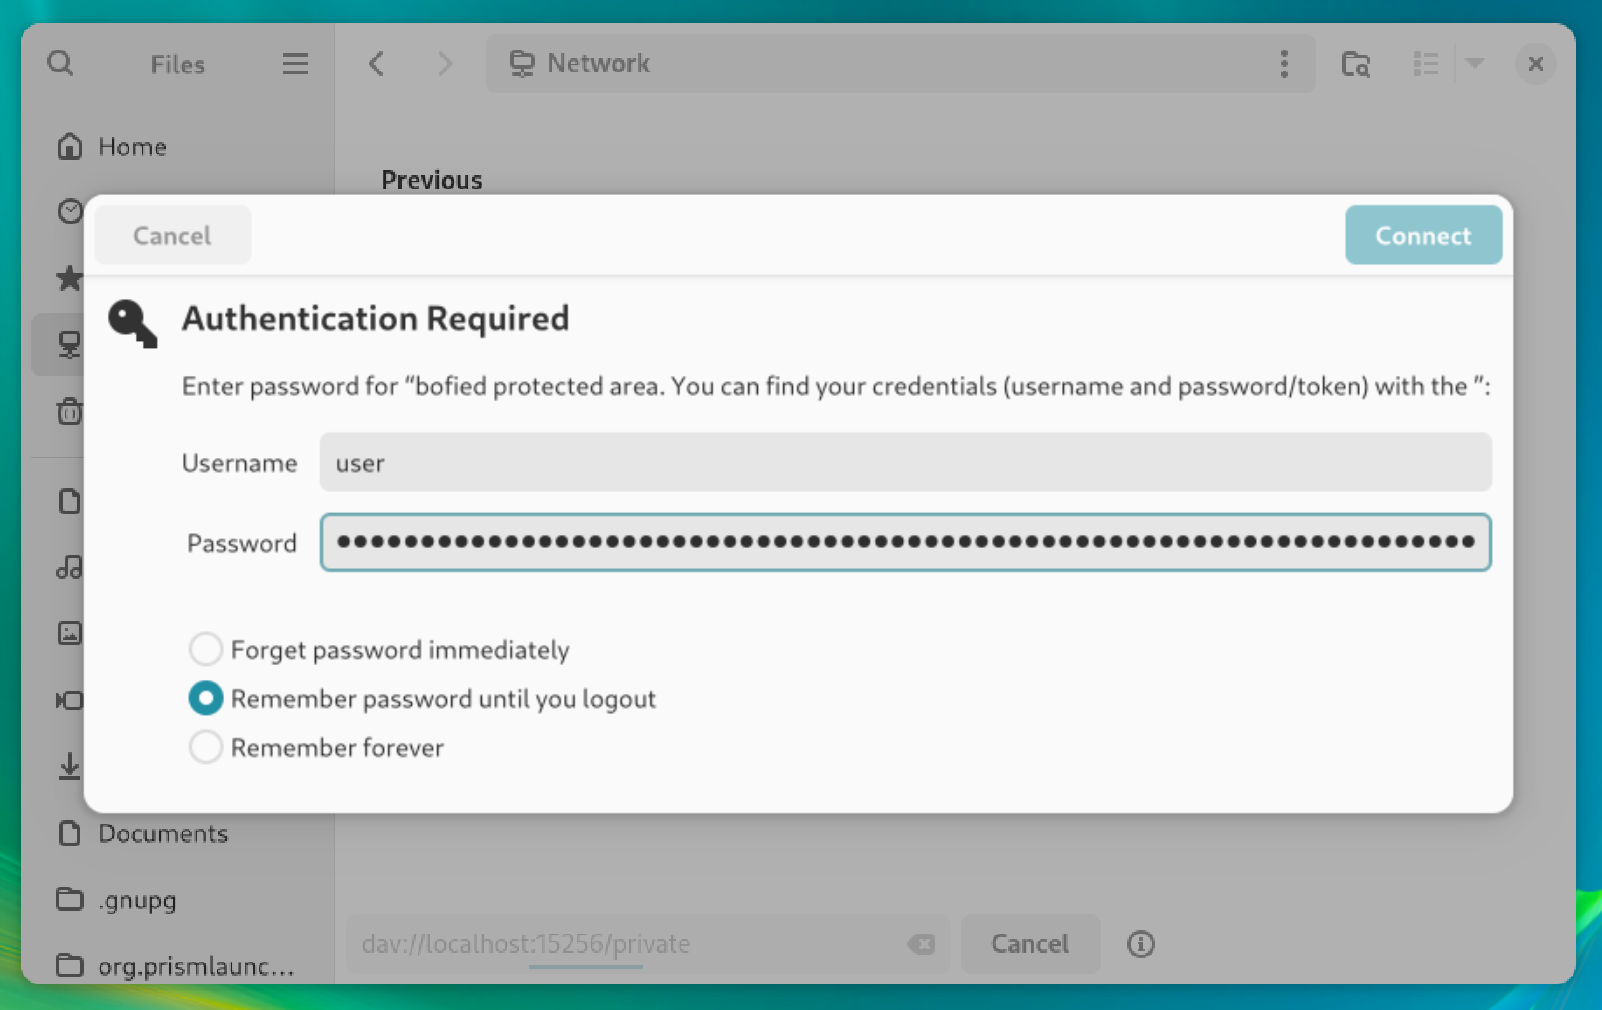 Files
Network
Home
Previous
Cancel
Connect
Authentication Required
Enter password for “bofied protected area. You can find your credentials (username and password/token) with the ”:
Username
user
Password
Forget password immediately
Remember password until you logout
Remember forever
Documents
.gnupg
org.prismlaunc...
dav://localhost:15256/private
Cancel